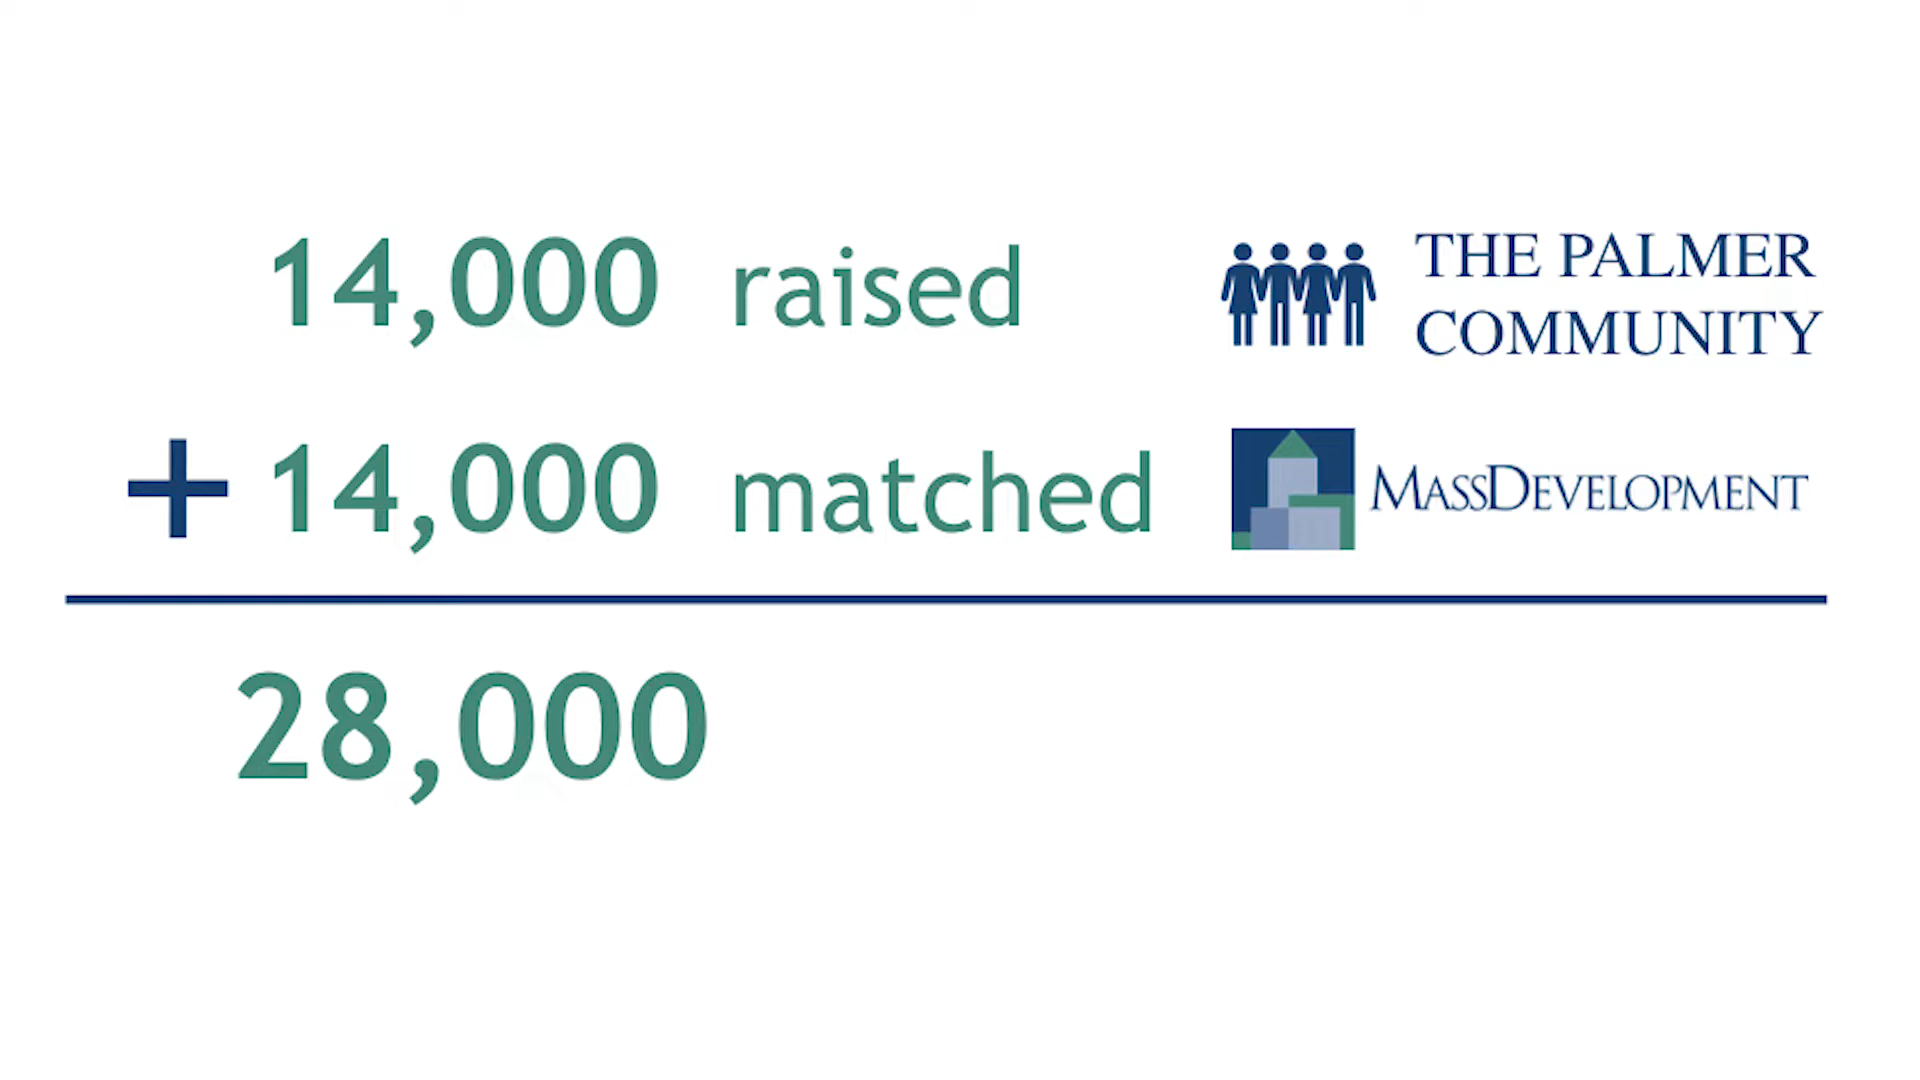 14,000 raised
THE PALMER
COMMUNITY
+ 14,000 matched
MASSDEVELOPMENT
28,000